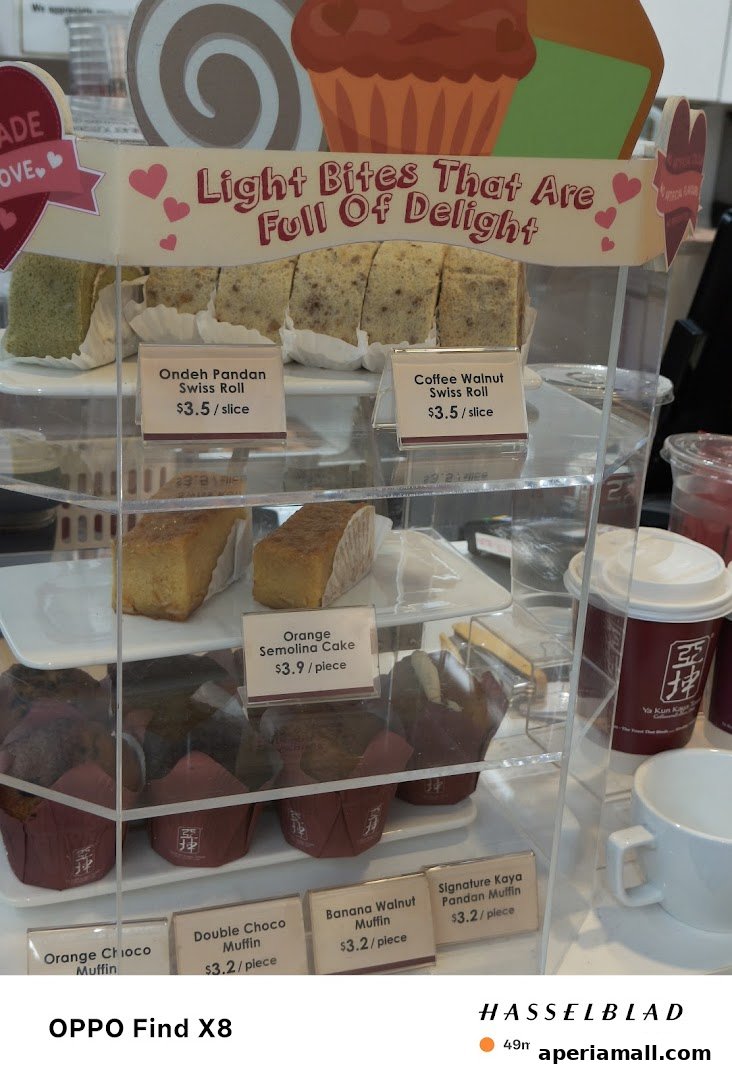 We appreciate
ADE
OVE
Light Bites That Are
Full Of Delight
Ondeh Pandan
Swiss Roll
$3.5 / slice
Coffee Walnut
Swiss Roll
$3.5 / slice
Orange
Semolina Cake
$3.9 / piece
亞坤
Ya Kun Kaya
Orange Choco
Muffin
Double Choco
Muffin
$3.2 / piece
Banana Walnut
Muffin
$3.2 / piece
Signature Kaya
Pandan Muffin
$3.2 / piece
OPPO Find X8
HASSELBLAD
49m
aperiamall.com